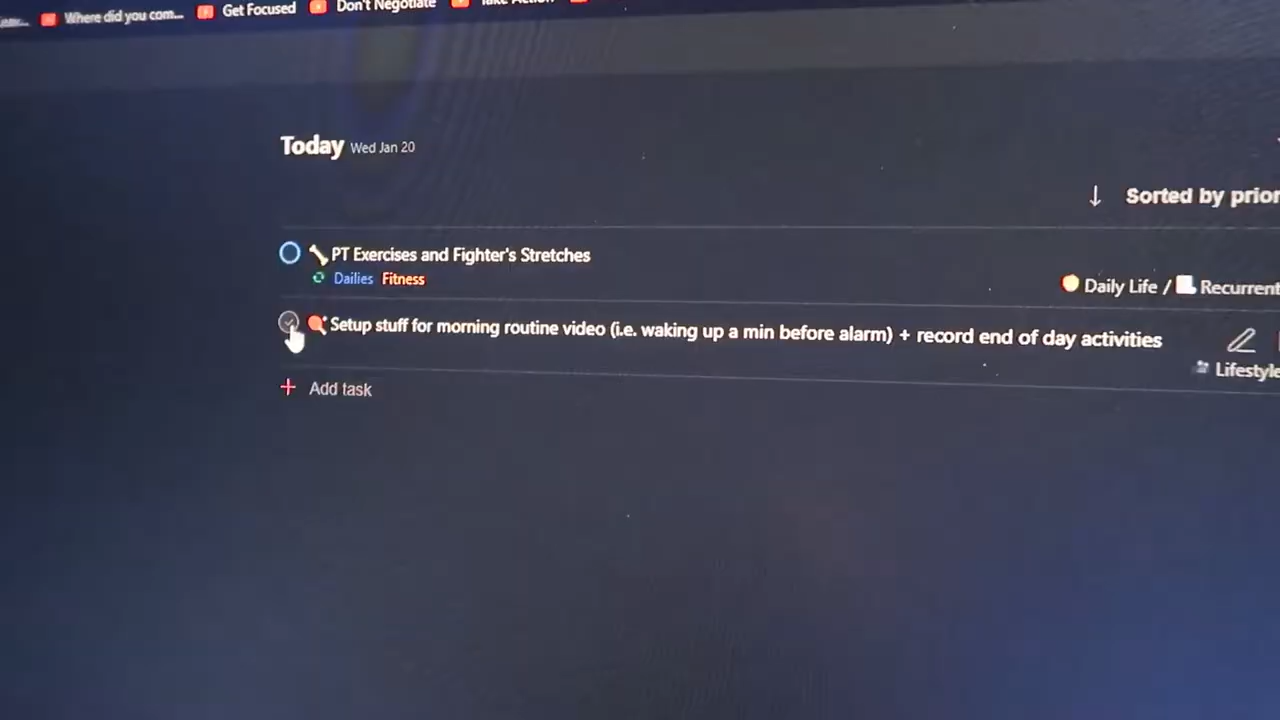 Where did you com... Get Focused Don't Negotiate
Today Wed Jan 20
Sorted by
PT Exercises and Fighter's Stretches
Dailies Fitness
Daily Life / Recurrent
Setup stuff for morning routine video (i.e. waking up a min before alarm) + record end of day activities
Lifestyle
Add task